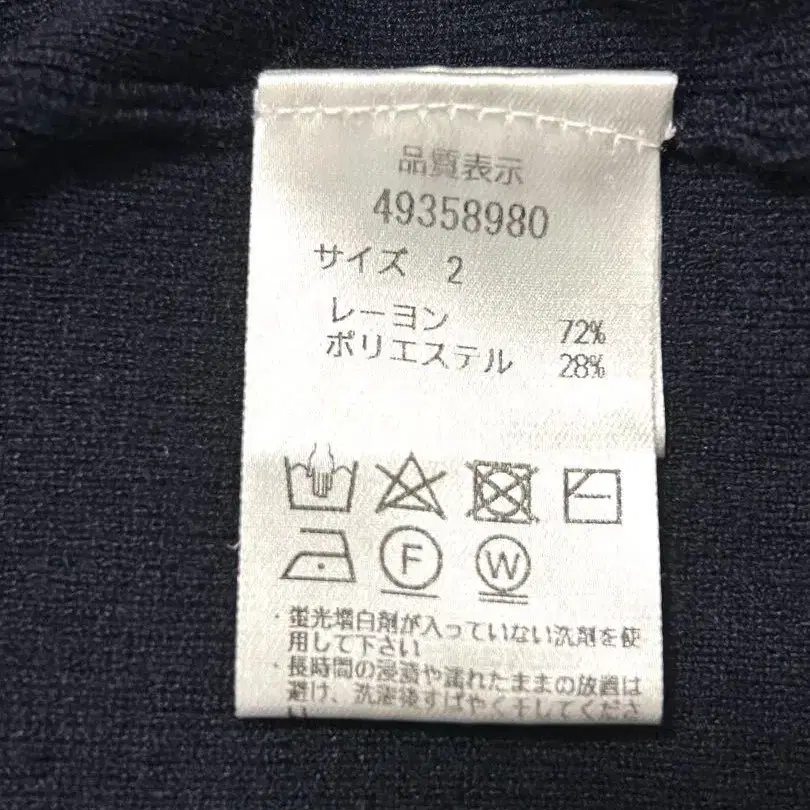 品質表示
49358980
サイズ 2
レーヨン 72%
ポリエステル 28%
F W
・蛍光増白剤が入っていない洗剤を使
用して下さい
・長時間の浸漬や濡れたままの放置は
避け、洗濯後すばやく干してくださ
い